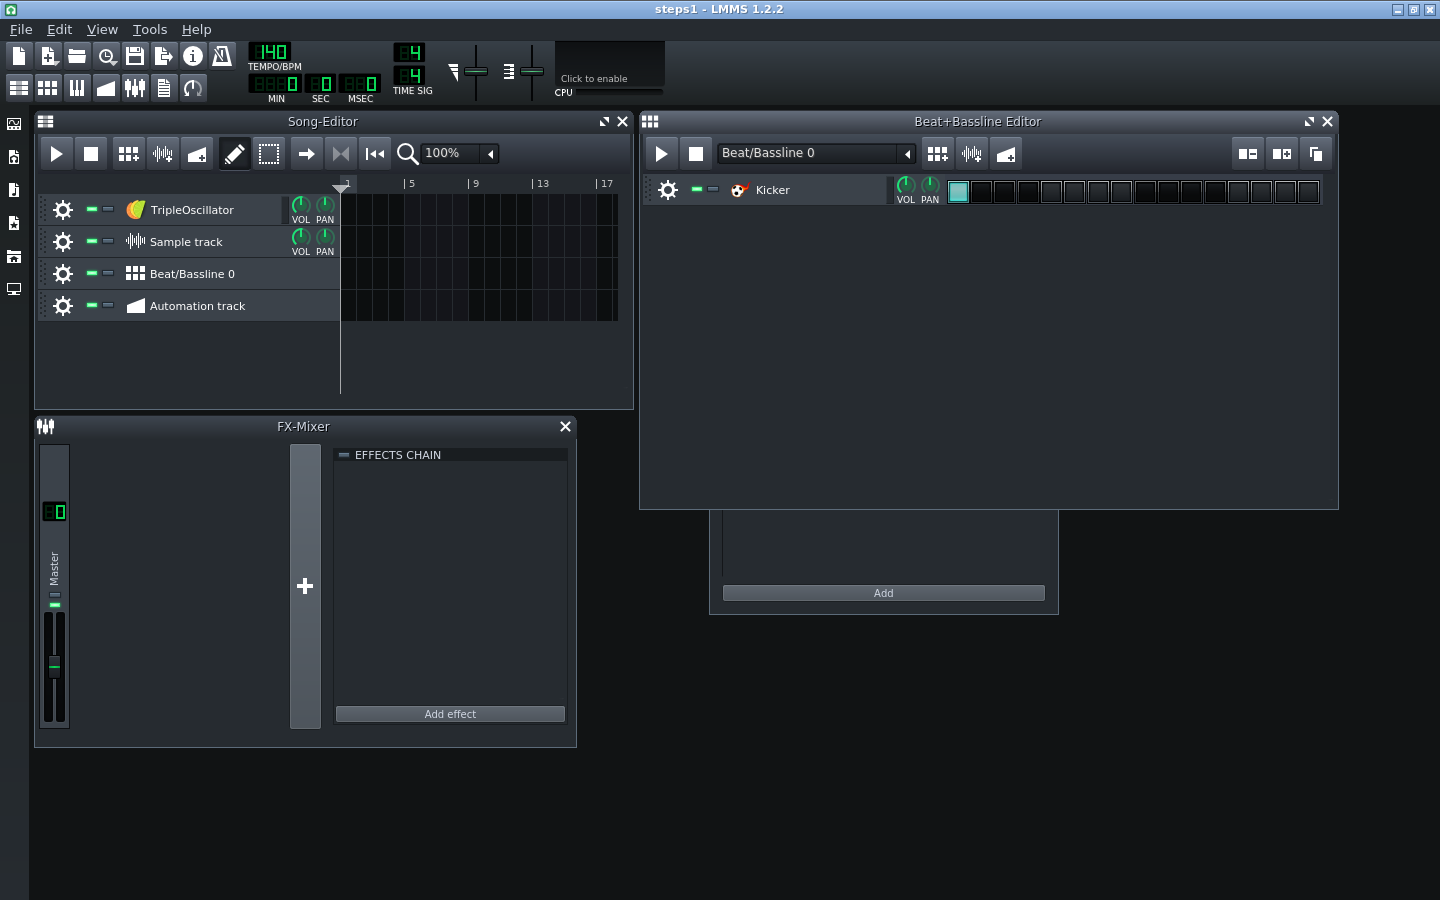 steps1 - LMMS 1.2.2
File Edit View Tools Help
140
TEMPO/BPM
0 0 0
MIN SEC MSEC
4
4
TIME SIG
Click to enable
CPU
Song-Editor
100%
1 5 9 13 17
TripleOscillator
VOL PAN
Sample track
VOL PAN
Beat/Bassline 0
Automation track
Beat+Bassline Editor
Beat/Bassline 0
Kicker
VOL PAN
FX-Mixer
0
Master
EFFECTS CHAIN
Add effect
Add